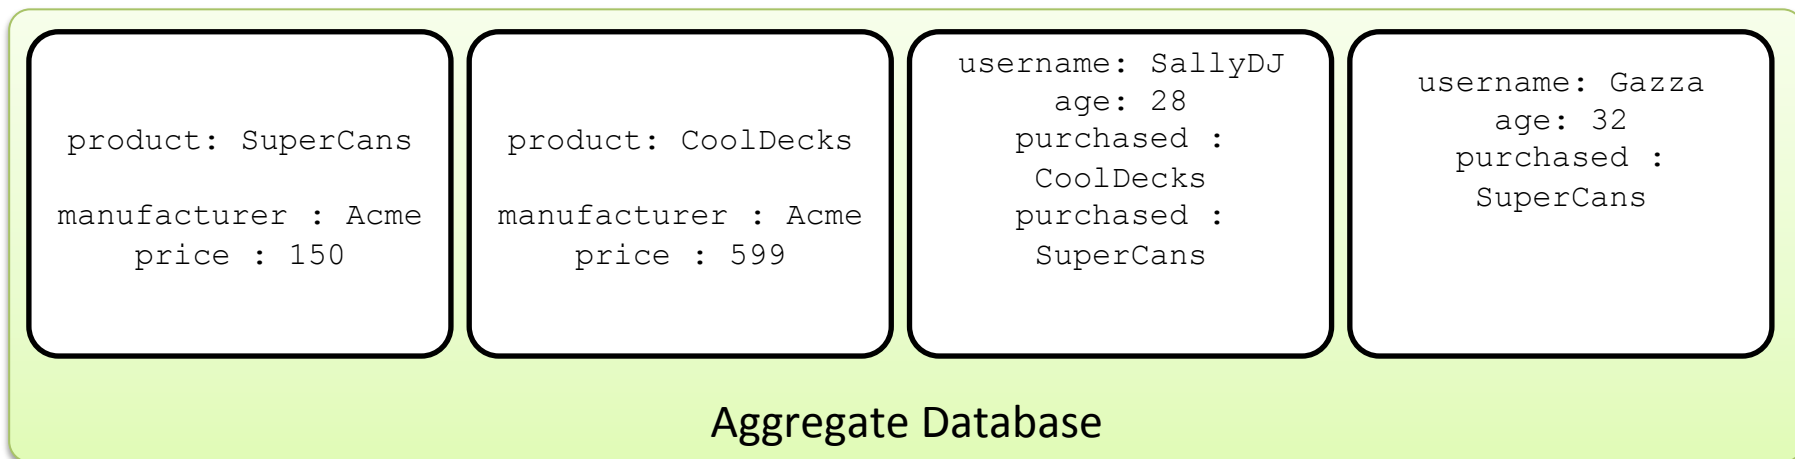 product: SuperCans
manufacturer : Acme
price : 150
product: CoolDecks
manufacturer : Acme
price : 599
username: SallyDJ
age: 28
purchased :
CoolDecks
purchased :
SuperCans
username: Gazza
age: 32
purchased :
SuperCans
Aggregate Database